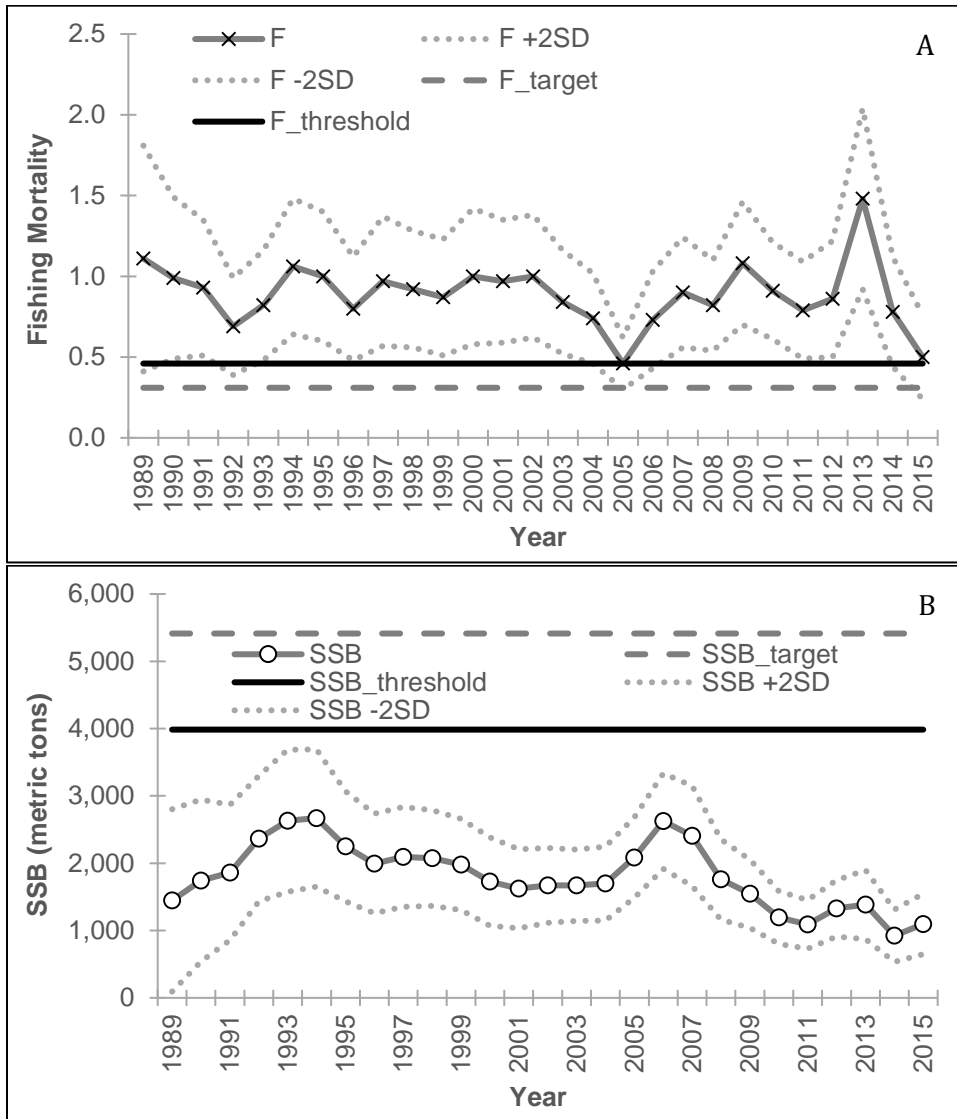 A
F F +2SD
F -2SD F_target
F_threshold
2.5
2.0
1.5
1.0
0.5
0.0
Fishing Mortality
1989 1990 1991 1992 1993 1994 1995 1996 1997 1998 1999 2000 2001 2002 2003 2004 2005 2006 2007 2008 2009 2010 2011 2012 2013 2014 2015
Year
B
SSB SSB_target
SSB_threshold SSB +2SD
SSB -2SD
6,000
5,000
4,000
3,000
2,000
1,000
0
SSB (metric tons)
1989 1991 1993 1995 1997 1999 2001 2003 2005 2007 2009 2011 2013 2015
Year